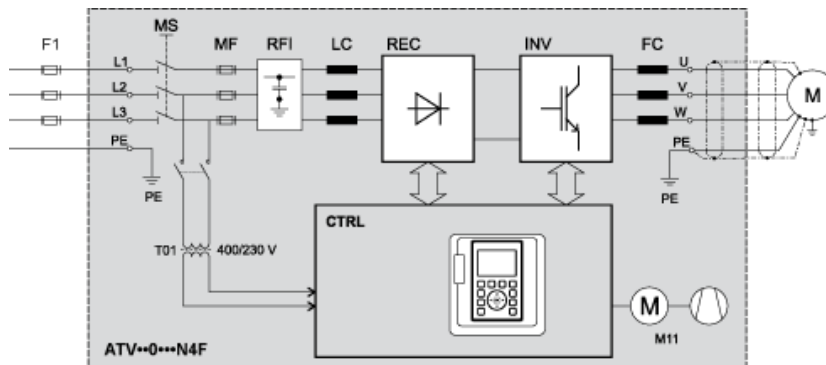 F1 MS MF RFI LC REC INV FC
L1
L2
L3
PE
PE
U
V
W
PE
PE
M
T01 400/230 V
CTRL
M
M11
ATV••0•••N4F